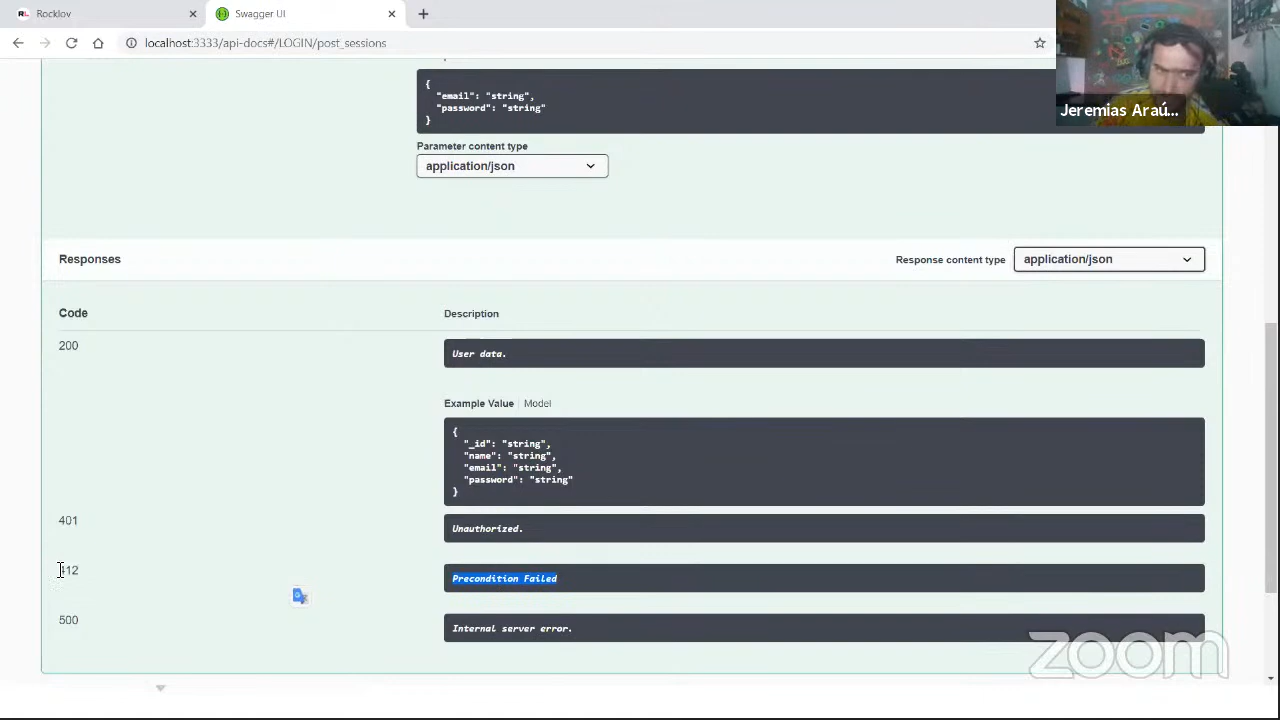 Rocklov
Swagger UI
localhost:3333/api-docs#/LOGIN/post_sessions
{
"email": "string",
"password": "string"
}
Jeremias Araú...
Parameter content type
application/json
Responses
Response content type
application/json
Code
Description
200
User data.
Example Value
Model
{
"_id": "string",
"name": "string",
"email": "string",
"password": "string"
}
401
Unauthorized.
412
Precondition Failed
500
Internal server error.
zoom